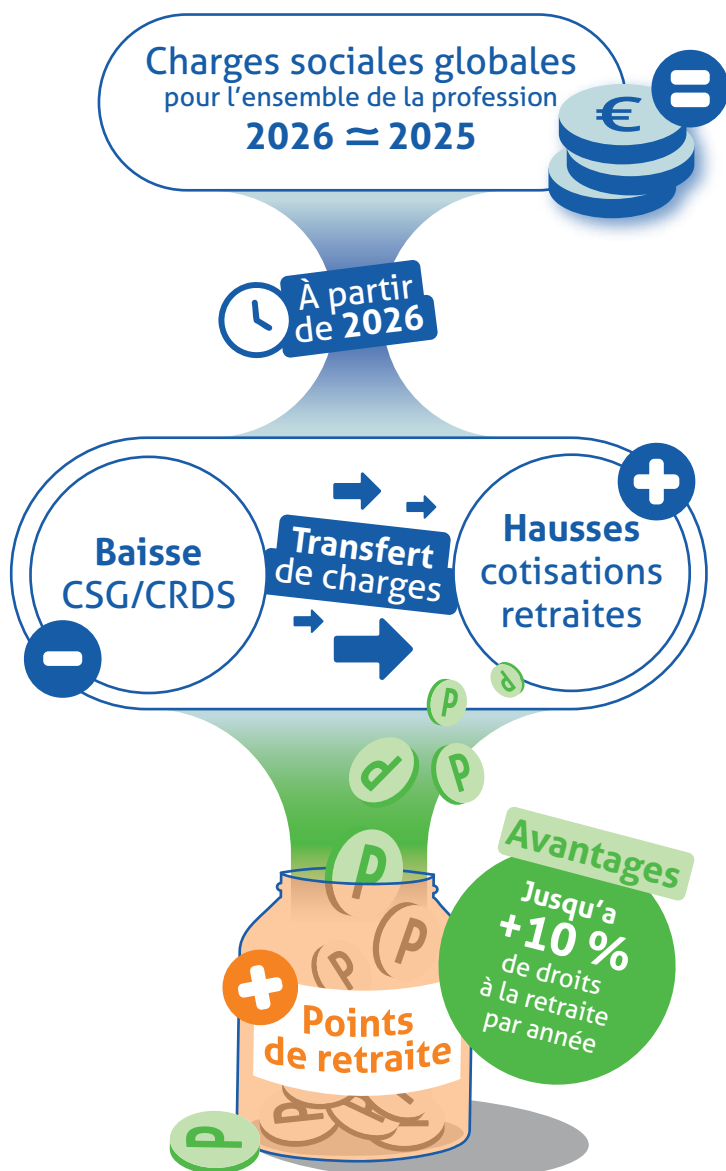 Charges sociales globales
pour l’ensemble de la profession
2026 ≃ 2025
€
=
À partir
de 2026
Baisse
CSG/CRDS
−
Transfert
de charges
+
Hausses
cotisations
retraites
P
P
P
P
P
Avantages
Jusqu’a
+10 %
de droits
à la retraite
par année
P
P
+
Points
de retraite
P
P
P